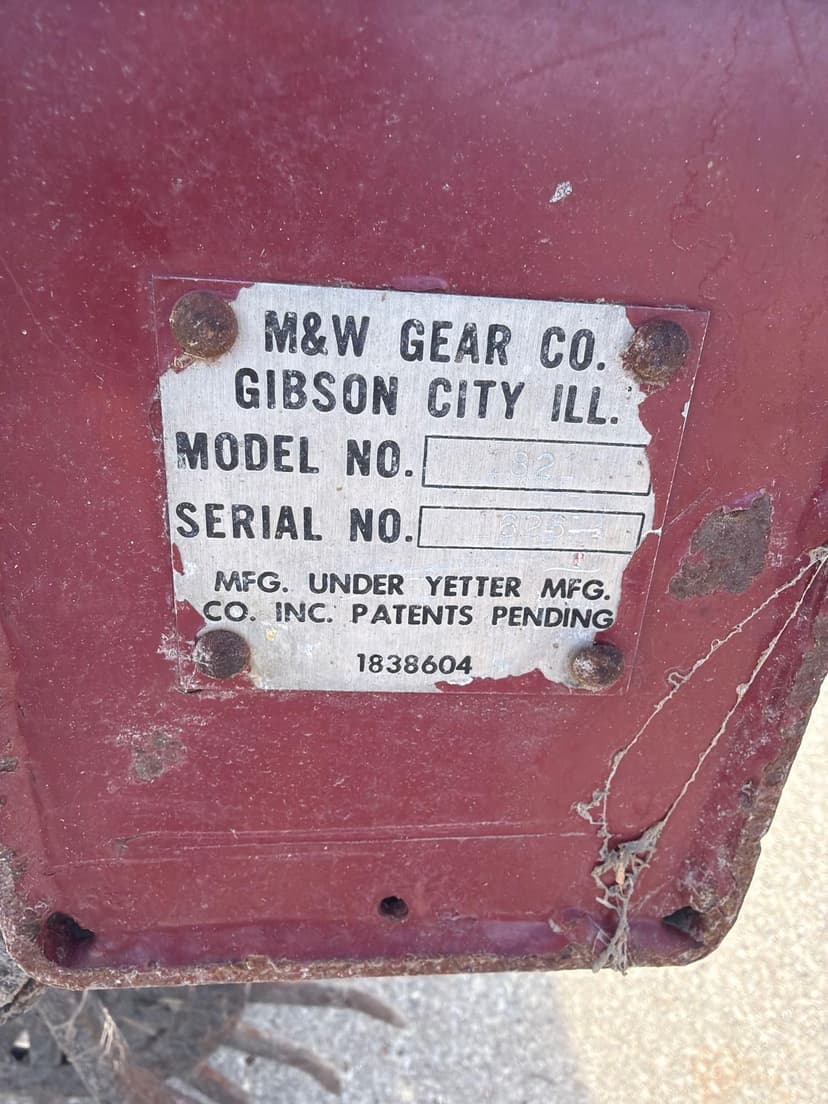 M&W GEAR CO.
GIBSON CITY ILL.
MODEL NO.
SERIAL NO.
MFG. UNDER YETTER MFG.
CO. INC. PATENTS PENDING
1838604